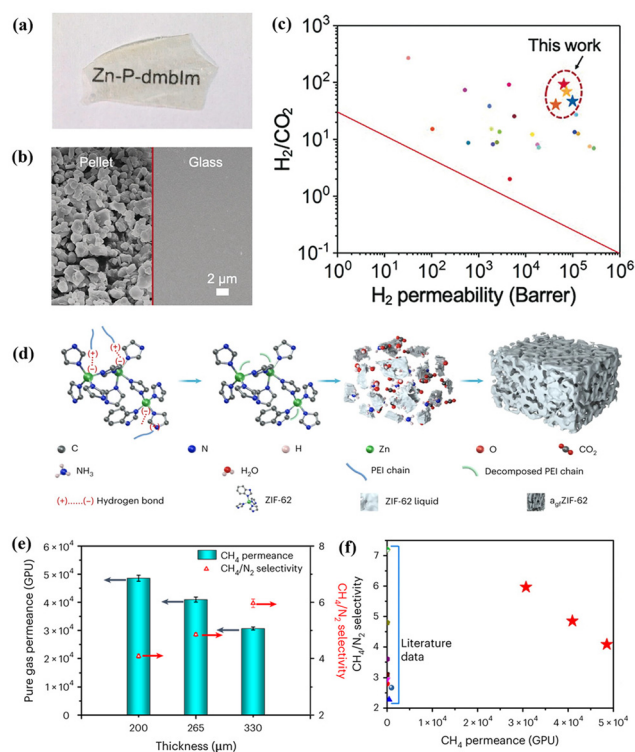 (a)
Zn-P-dmbIm
(b)
Pellet
Glass
2 μm
(c)
This work
H₂/CO₂
10³
10²
10¹
10⁰
10⁻¹
10⁰ 10¹ 10² 10³ 10⁴ 10⁵ 10⁶
H₂ permeability (Barrer)
(d)
(+) (+)
(−) (−)
(−)
C N H Zn O CO₂
NH₃ H₂O PEI chain Decomposed PEI chain
(+)......(−) Hydrogen bond ZIF-62 ZIF-62 liquid a_gfZIF-62
(e)
CH₄ permeance
CH₄/N₂ selectivity
Pure gas permeance (GPU)
6 × 10⁴
5 × 10⁴
4 × 10⁴
3 × 10⁴
2 × 10⁴
1 × 10⁴
0
8
6
4
2
CH₄/N₂ selectivity
200 265 330
Thickness (μm)
(f)
CH₄/N₂ selectivity
7
6
5
4
3
2
Literature
data
0 1 × 10⁴ 2 × 10⁴ 3 × 10⁴ 4 × 10⁴ 5 × 10⁴
CH₄ permeance (GPU)